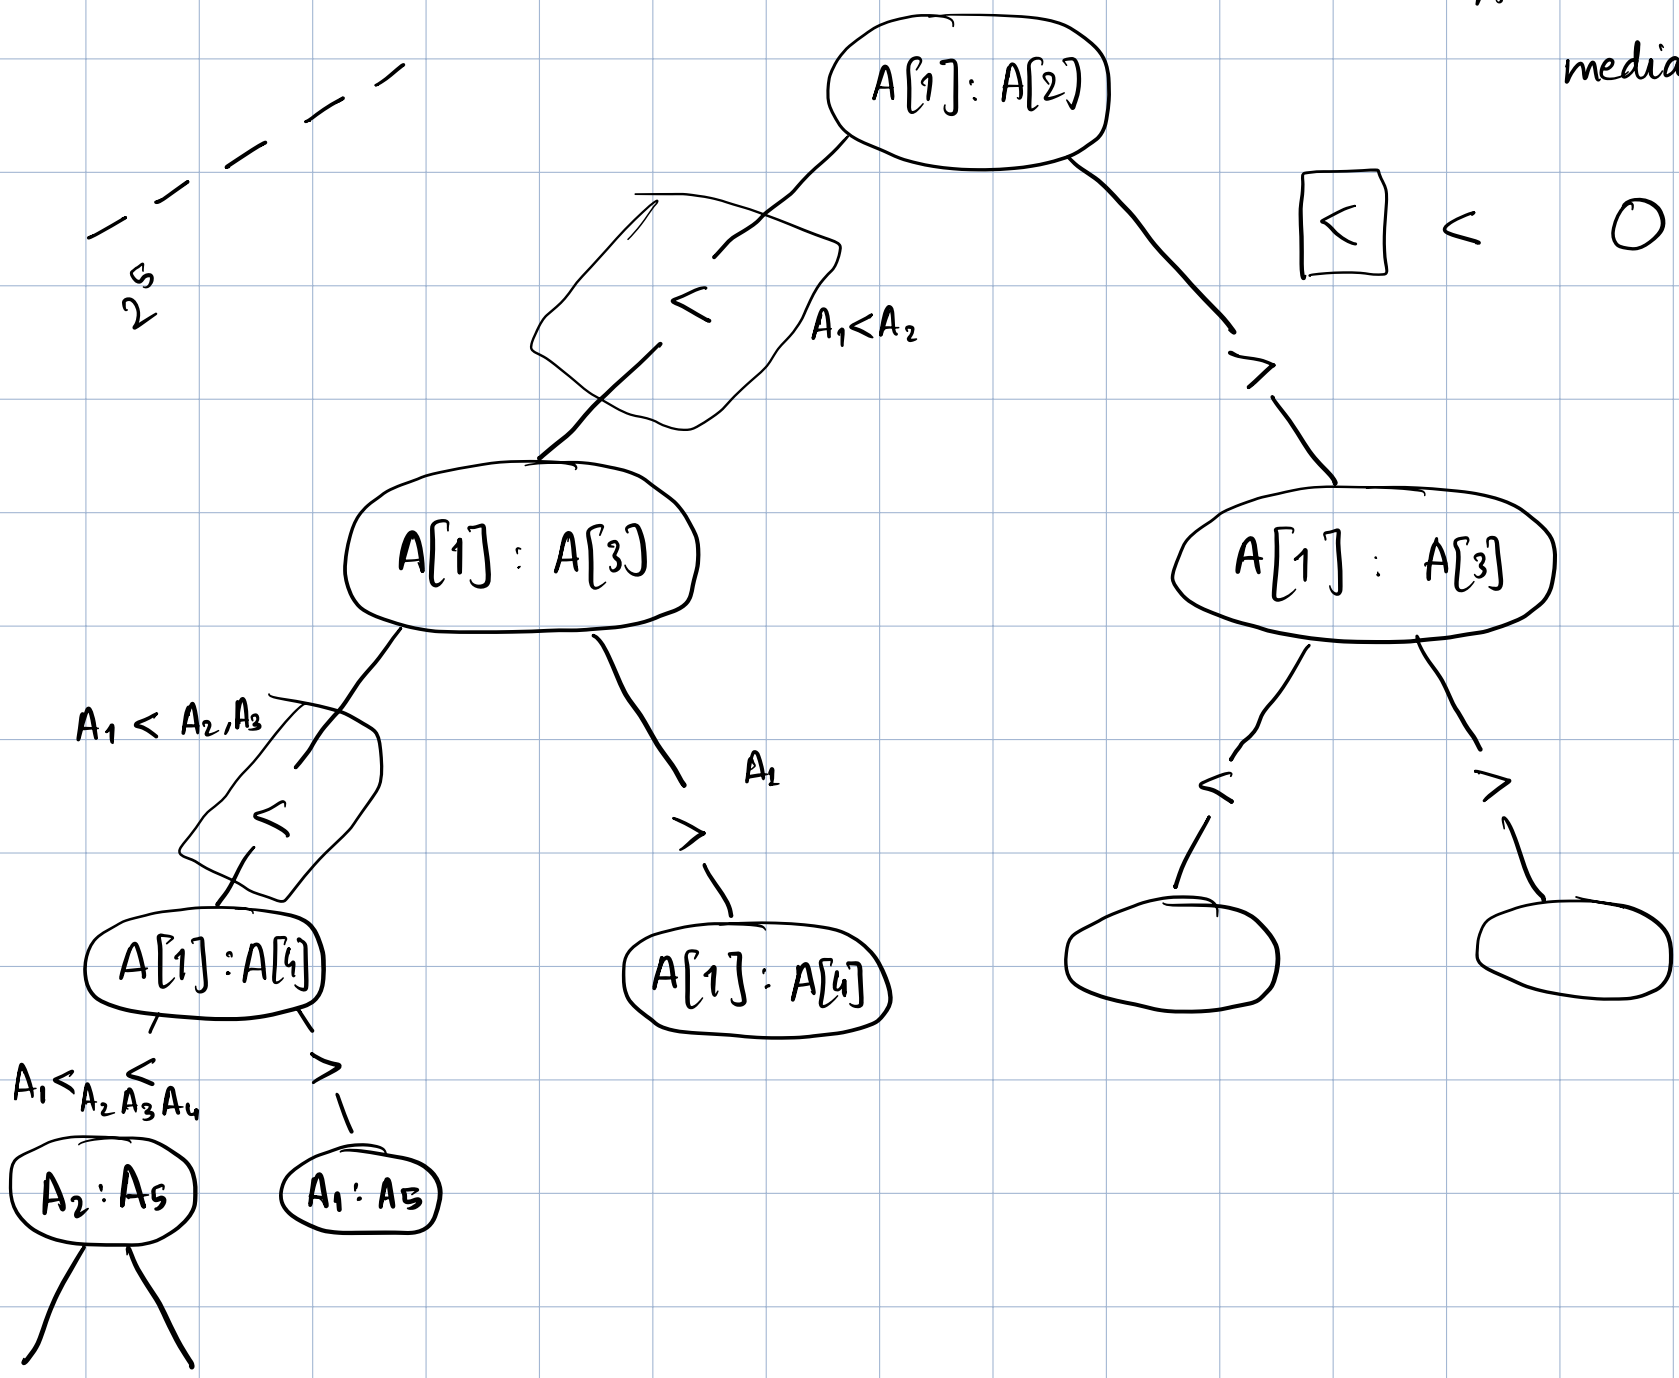 A[1] : A[2]
media
2^5
<
A₁<A₂
< <
>
A[1] : A[3]
A[1] : A[3]
A₁ < A₂,A₃
<
A₁
>
<
>
A[1] : A[4]
A[1] : A[4]
<
>
A₁ < A₂ A₃ A₄
A₂ : A₅
A₁ : A5